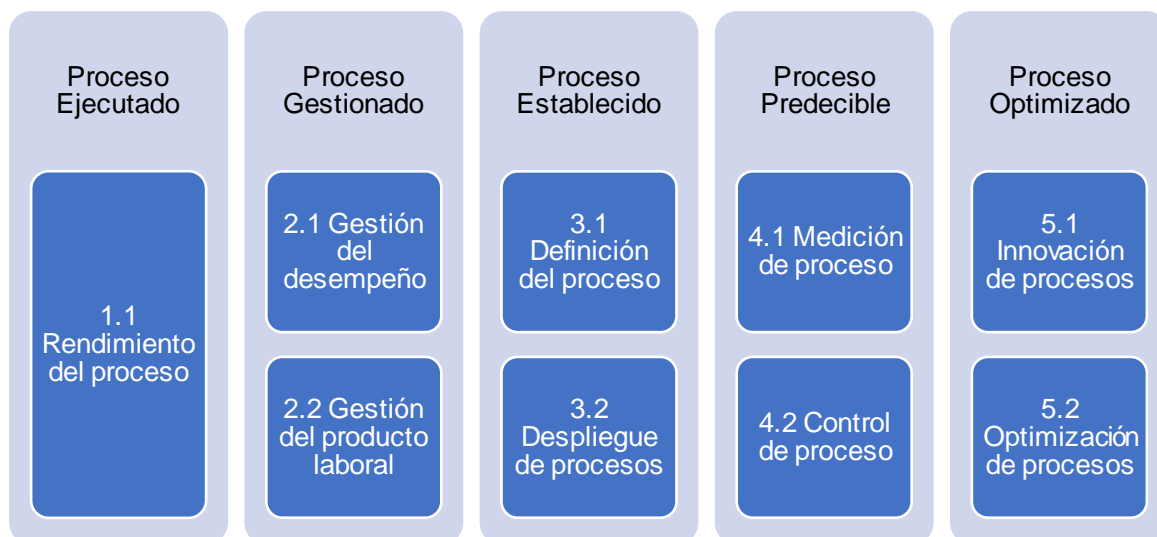 Proceso
Ejecutado
1.1
Rendimiento
del proceso
Proceso
Gestionado
2.1 Gestión
del
desempeño
2.2 Gestión
del producto
laboral
Proceso
Establecido
3.1
Definición
del proceso
3.2
Despliegue
de procesos
Proceso
Predecible
4.1 Medición
de proceso
4.2 Control
de proceso
Proceso
Optimizado
5.1
Innovación
de procesos
5.2
Optimización
de procesos